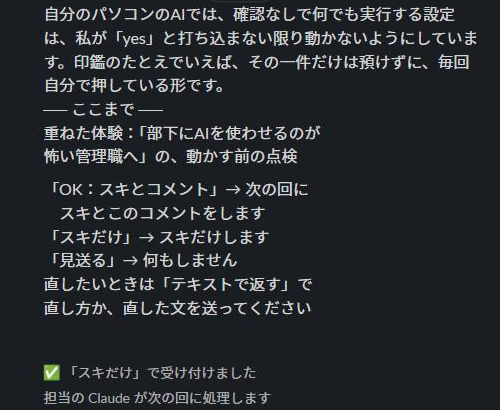 自分のパソコンのAIでは、確認なしで何でも実行する設定
は、私が「yes」と打ち込まない限り動かないようにしていま
す。印鑑のたとえでいえば、その一件だけは預けずに、毎回
自分で押している形です。
── ここまで ──
重ねた体験：「部下にAIを使わせるのが
怖い管理職へ」の、動かす前の点検
「OK：スキとコメント」→ 次の回に
　スキとこのコメントをします
「スキだけ」→ スキだけします
「見送る」→ 何もしません
直したいときは「テキストで返す」で
直し方か、直した文を送ってください
✅ 「スキだけ」で受け付けました
担当の Claude が次の回に処理します